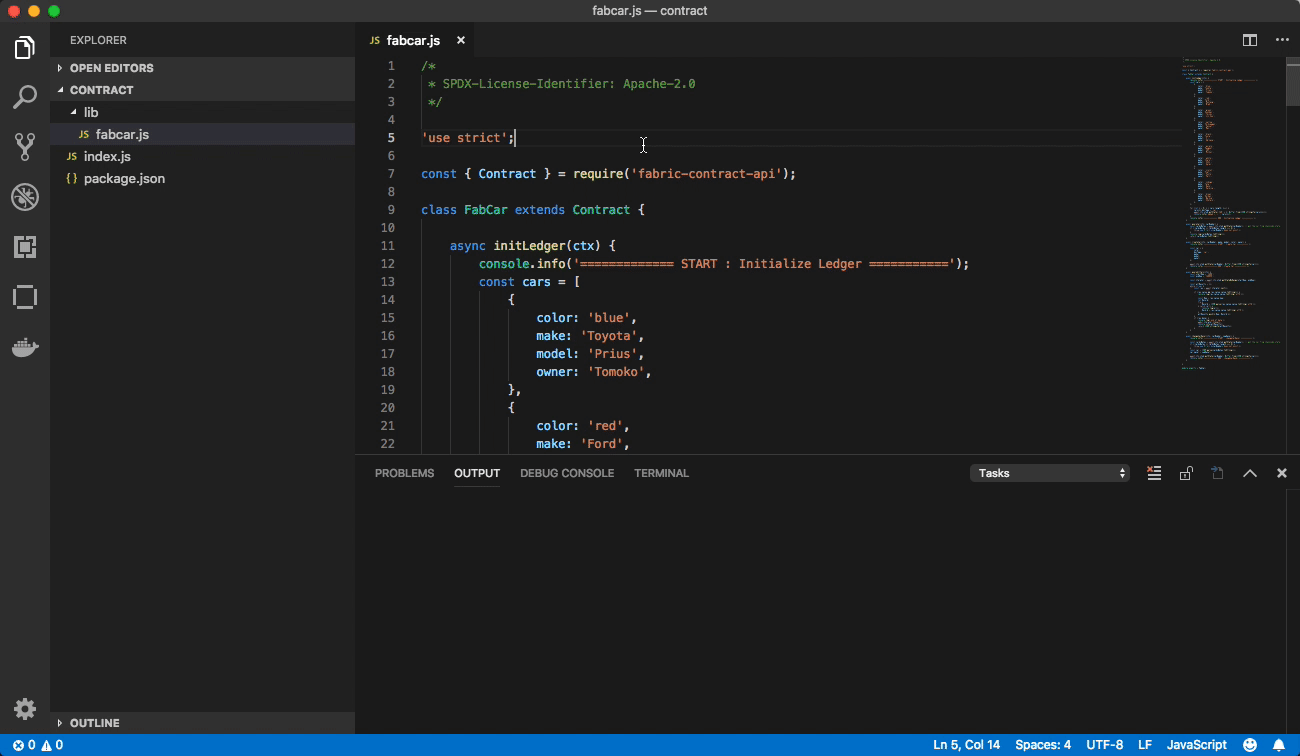 fabcar.js — contract
EXPLORER
OPEN EDITORS
CONTRACT
lib
JS fabcar.js
JS index.js
{} package.json
OUTLINE
JS fabcar.js ×
1 /*
2  * SPDX-License-Identifier: Apache-2.0
3  */
4
5 'use strict';
6
7 const { Contract } = require('fabric-contract-api');
8
9 class FabCar extends Contract {
10
11     async initLedger(ctx) {
12         console.info('============= START : Initialize Ledger ===========');
13         const cars = [
14             {
15                 color: 'blue',
16                 make: 'Toyota',
17                 model: 'Prius',
18                 owner: 'Tomoko',
19             },
20             {
21                 color: 'red',
22                 make: 'Ford',
PROBLEMS OUTPUT DEBUG CONSOLE TERMINAL Tasks
0 0 Ln 5, Col 14 Spaces: 4 UTF-8 LF JavaScript